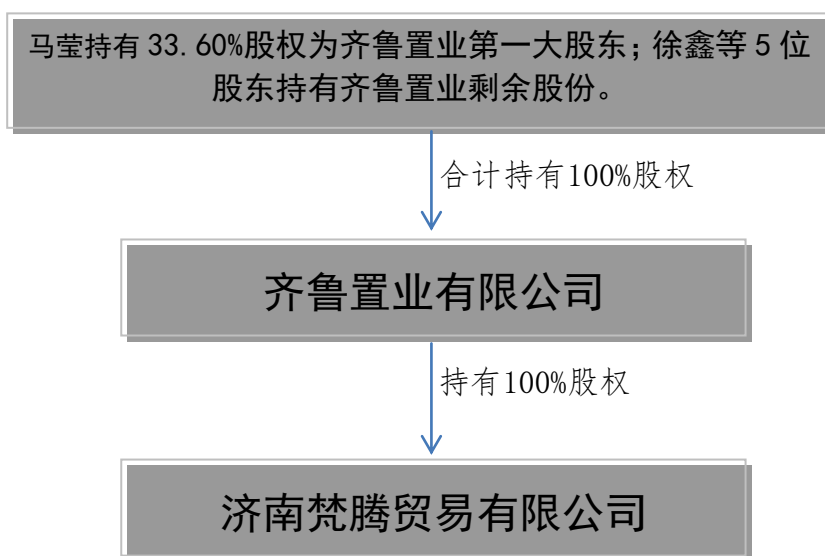 马莹持有 33.60%股权为齐鲁置业第一大股东；徐鑫等 5 位
股东持有齐鲁置业剩余股份。
合计持有100%股权
齐鲁置业有限公司
持有100%股权
济南梵腾贸易有限公司